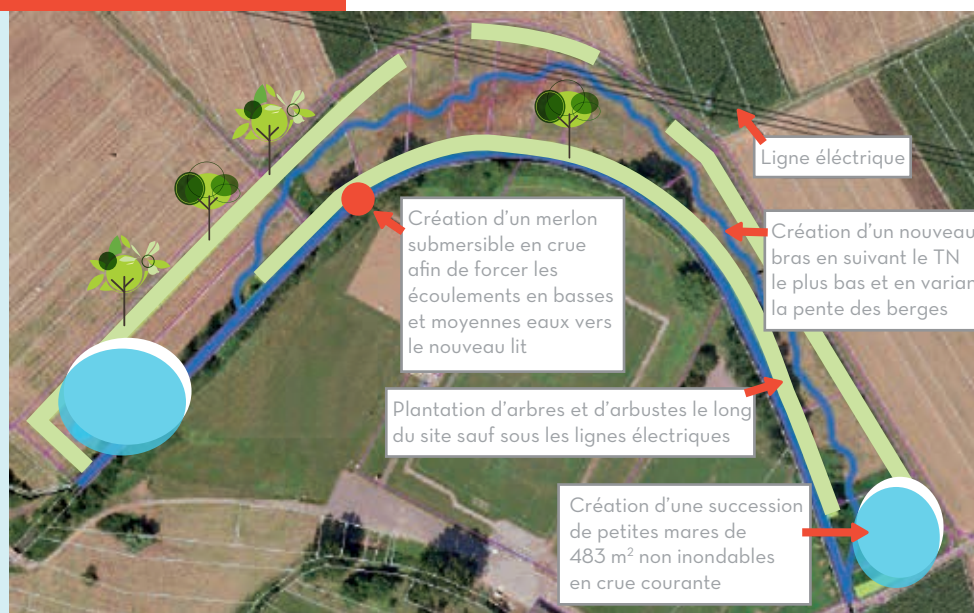 Ligne éléctrique
Création d'un merlon
submersible en crue
afin de forcer les
écoulements en basses
et moyennes eaux vers
le nouveau lit
Création d'un nouveau
bras en suivant le TN
le plus bas et en varian
la pente des berges
Plantation d'arbres et d'arbustes le long
du site sauf sous les lignes électriques
Création d'une succession
de petites mares de
483 m² non inondables
en crue courante